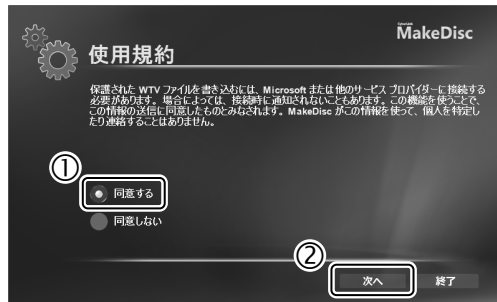 CyberLink
MakeDisc
使用規約
保護された WTV ファイルを書き込むには、Microsoft または他のサービス プロバイダーに接続する
必要があります。場合によっては、接続時に通知されないこともあります。この機能を使うことで、
この情報の送信に同意したものとみなされます。MakeDisc がこの情報を使って、個人を特定し
たり連絡することはありません。
①
同意する
同意しない
②
次へ 終了